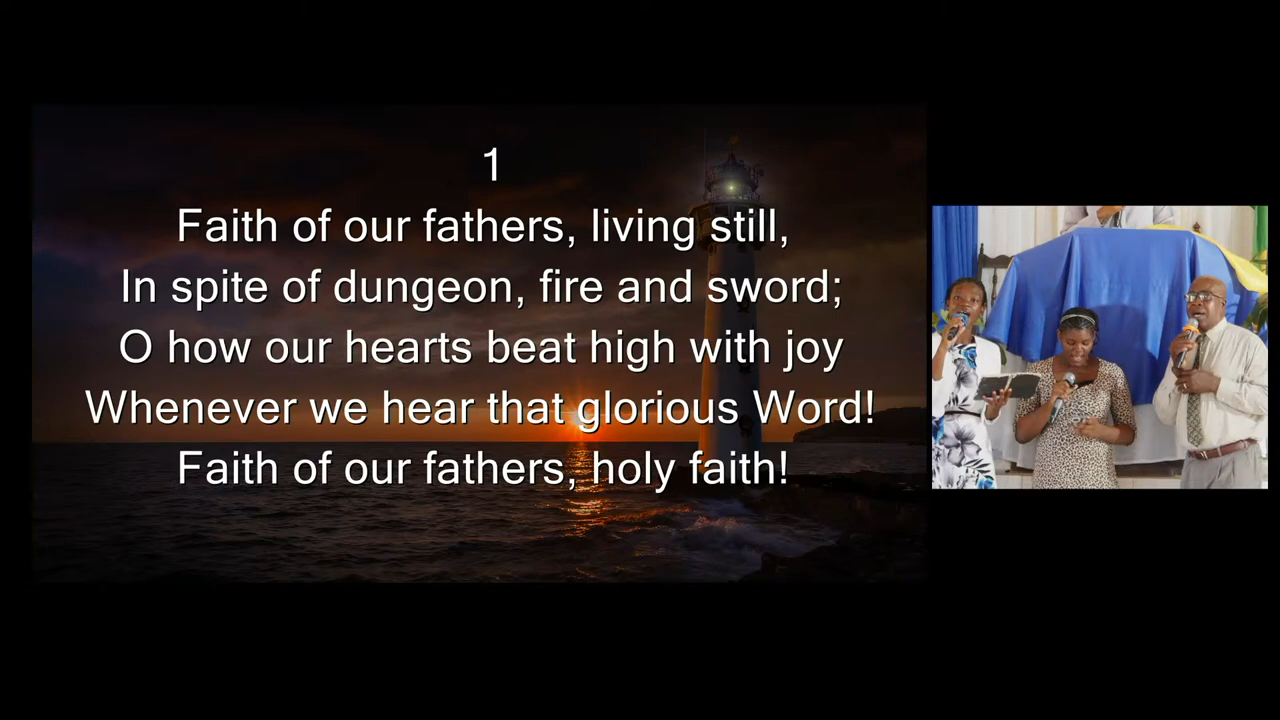 1
Faith of our fathers, living still,
In spite of dungeon, fire and sword;
O how our hearts beat high with joy
Whenever we hear that glorious Word!
Faith of our fathers, holy faith!